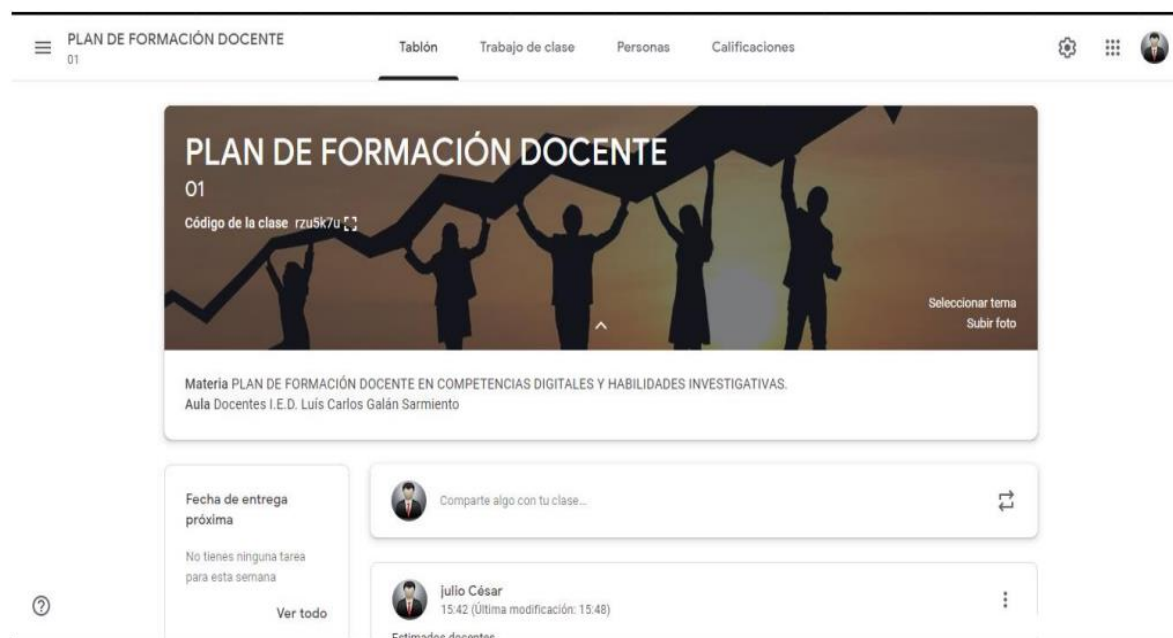 PLAN DE FORMACIÓN DOCENTE
01
Tablón
Trabajo de clase
Personas
Calificaciones
PLAN DE FORMACIÓN DOCENTE
01
Código de la clase rzu5k7u
Seleccionar tema
Subir foto
Materia PLAN DE FORMACIÓN DOCENTE EN COMPETENCIAS DIGITALES Y HABILIDADES INVESTIGATIVAS.
Aula Docentes I.E.D. Luís Carlos Galán Sarmiento
Fecha de entrega
próxima
No tienes ninguna tarea
para esta semana
Ver todo
Comparte algo con tu clase...
julio César
15:42 (Última modificación: 15:48)
Estimados docentes